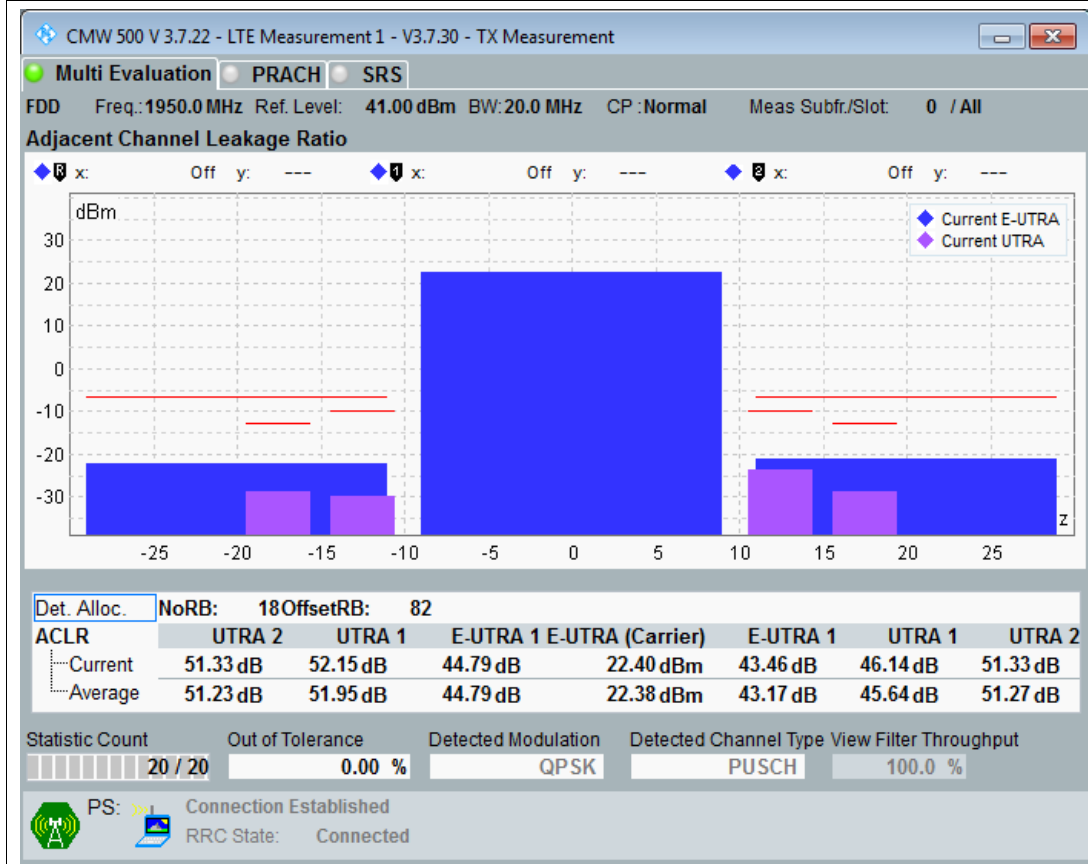 CMW 500 V 3.7.22 - LTE Measurement 1 - V3.7.30 - TX Measurement
Multi Evaluation PRACH SRS
FDD Freq.: 1950.0 MHz Ref. Level: 41.00 dBm BW: 20.0 MHz CP : Normal Meas Subfr./Slot: 0 / All
Adjacent Channel Leakage Ratio
R x: Off y: --- 1 x: Off y: --- 2 x: Off y: ---
dBm
Current E-UTRA
Current UTRA
30
20
10
0
-10
-20
-30
z
-25 -20 -15 -10 -5 0 5 10 15 20 25
Det. Alloc. NoRB: 18 OffsetRB: 82
ACLR UTRA 2 UTRA 1 E-UTRA 1 E-UTRA (Carrier) E-UTRA 1 UTRA 1 UTRA 2
Current 51.33 dB 52.15 dB 44.79 dB 22.40 dBm 43.46 dB 46.14 dB 51.33 dB
Average 51.23 dB 51.95 dB 44.79 dB 22.38 dBm 43.17 dB 45.64 dB 51.27 dB
Statistic Count Out of Tolerance Detected Modulation Detected Channel Type View Filter Throughput
20 / 20 0.00 % QPSK PUSCH 100.0 %
PS: Connection Established
RRC State: Connected